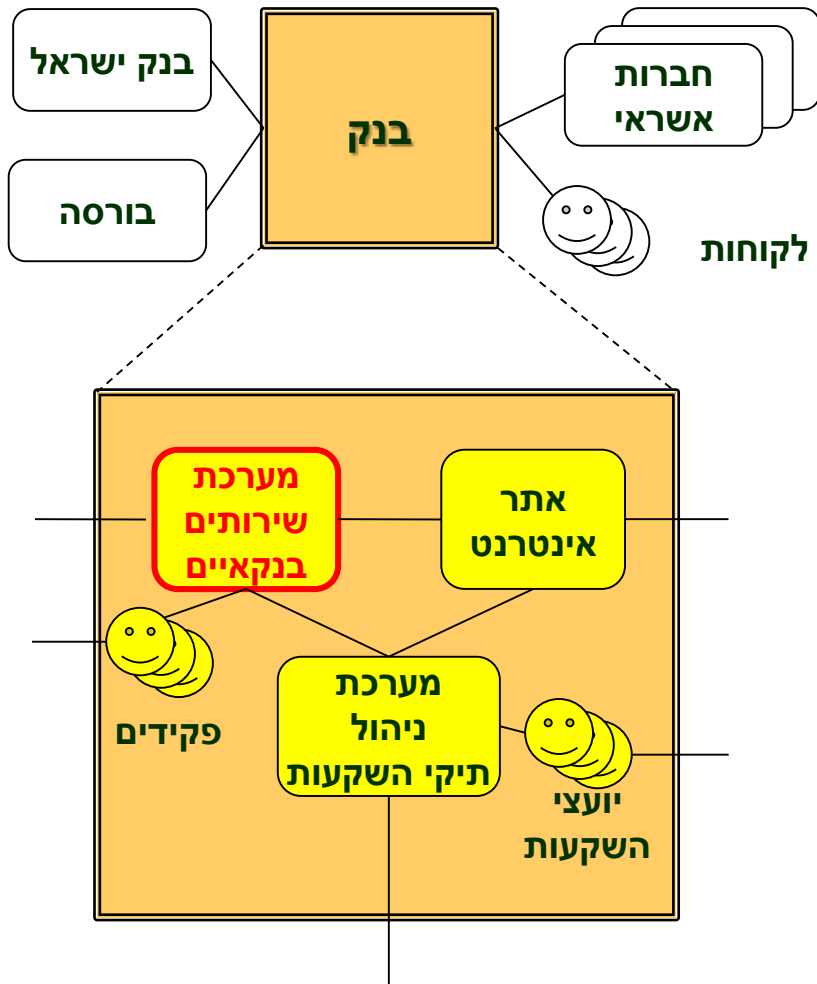 בנק ישראל
בנק
חברות
אשראי
בורסה
לקוחות
מערכת
שירותים
בנקאיים
אתר
אינטרנט
פקידים
מערכת
ניהול
תיקי השקעות
יועצי
השקעות